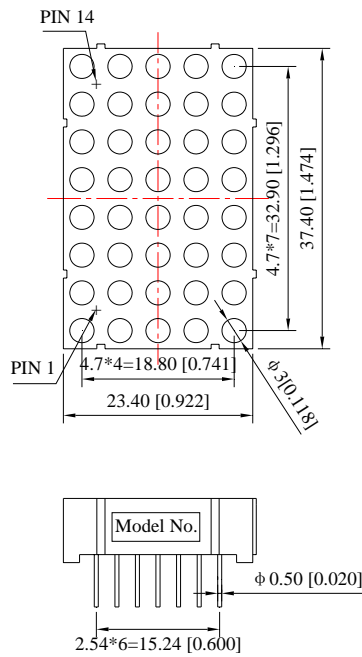 PIN 14
4.7*7=32.90 [1.296]
37.40 [1.474]
PIN 1
4.7*4=18.80 [0.741]
ϕ3[0.118]
23.40 [0.922]
Model No.
ϕ0.50 [0.020]
2.54*6=15.24 [0.600]